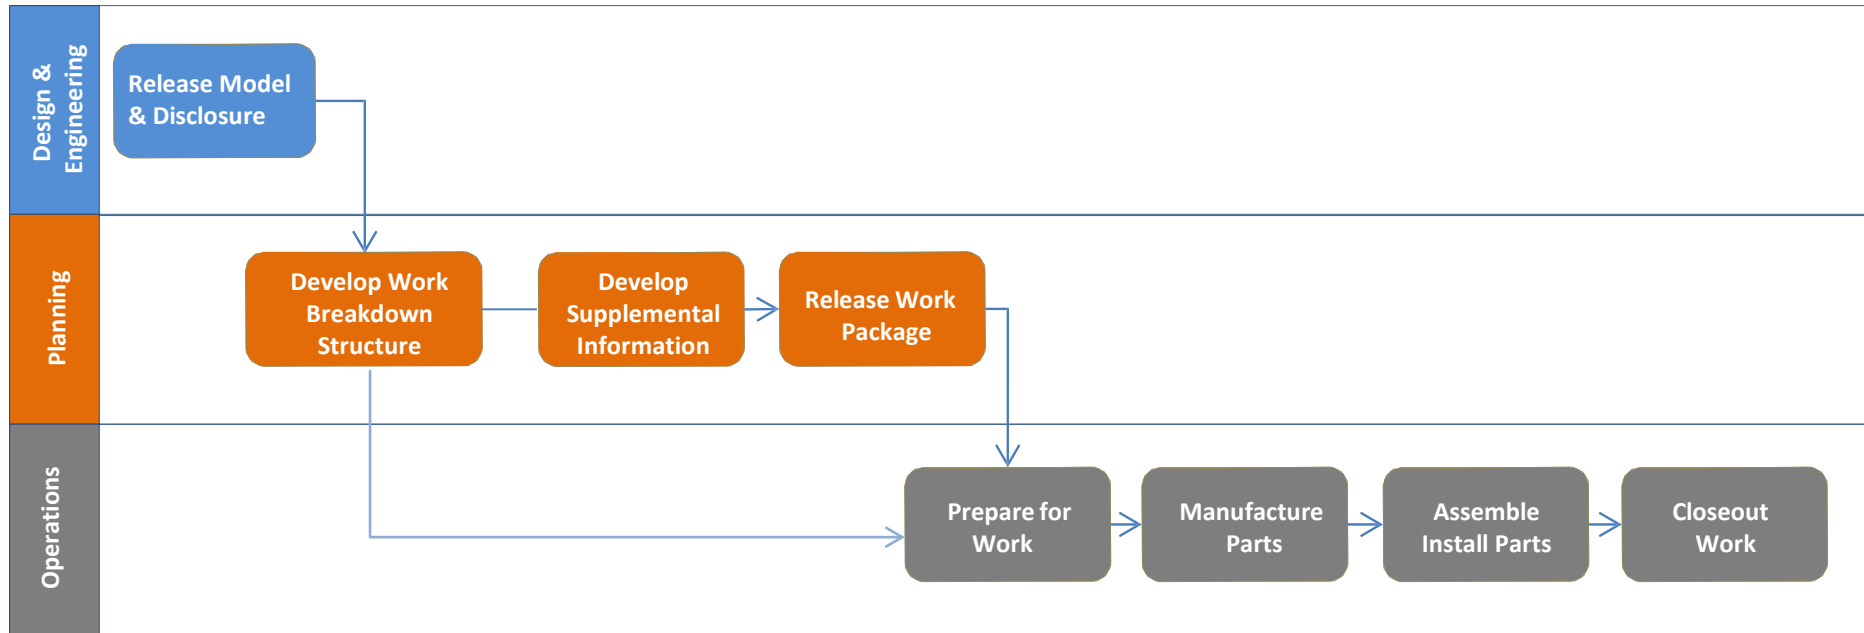 Design &
Engineering
Release Model
& Disclosure
Planning
Develop Work
Breakdown
Structure
Develop
Supplemental
Information
Release Work
Package
Operations
Prepare for
Work
Manufacture
Parts
Assemble
Install Parts
Closeout
Work